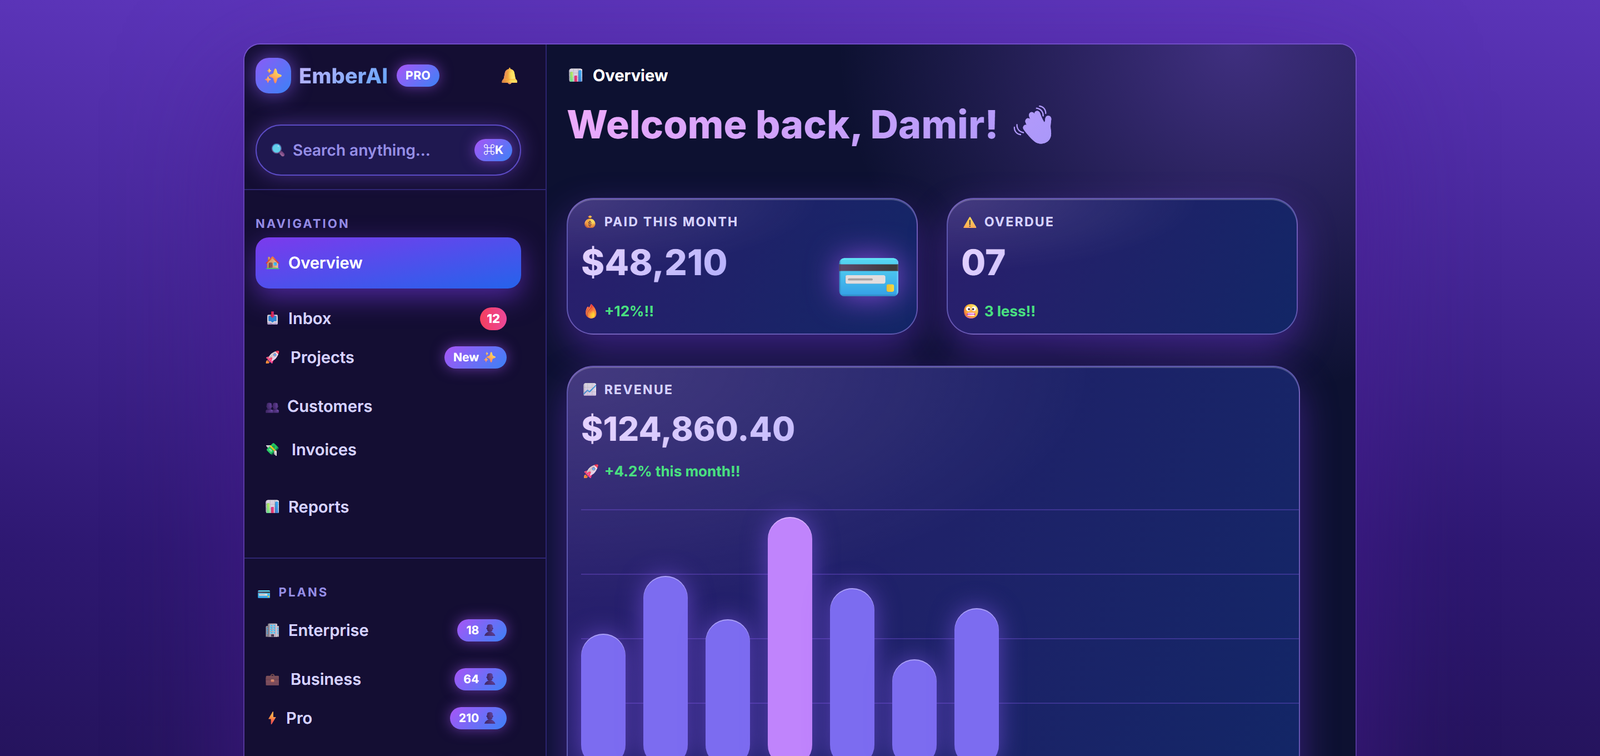 EmberAI PRO
Search anything... ⌘K
NAVIGATION
Overview
Inbox 12
Projects New
Customers
Invoices
Reports
PLANS
Enterprise 18
Business 64
Pro 210
Overview
Welcome back, Damir!
PAID THIS MONTH
$48,210
+12%!!
OVERDUE
07
3 less!!
REVENUE
$124,860.40
+4.2% this month!!